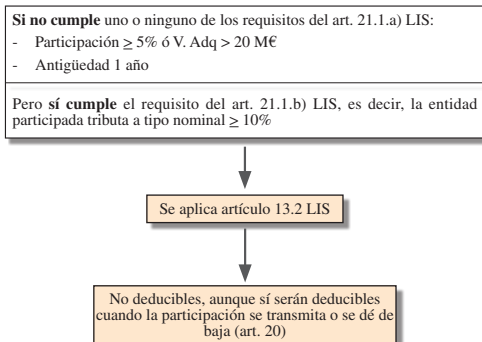 Si no cumple uno o ninguno de los requisitos del art. 21.1.a) LIS:
- Participación ≥ 5% ó V. Adq > 20 M€
- Antigüedad 1 año
Pero sí cumple el requisito del art. 21.1.b) LIS, es decir, la entidad
participada tributa a tipo nominal ≥ 10%
Se aplica artículo 13.2 LIS
No deducibles, aunque sí serán deducibles
cuando la participación se transmita o se dé de
baja (art. 20)